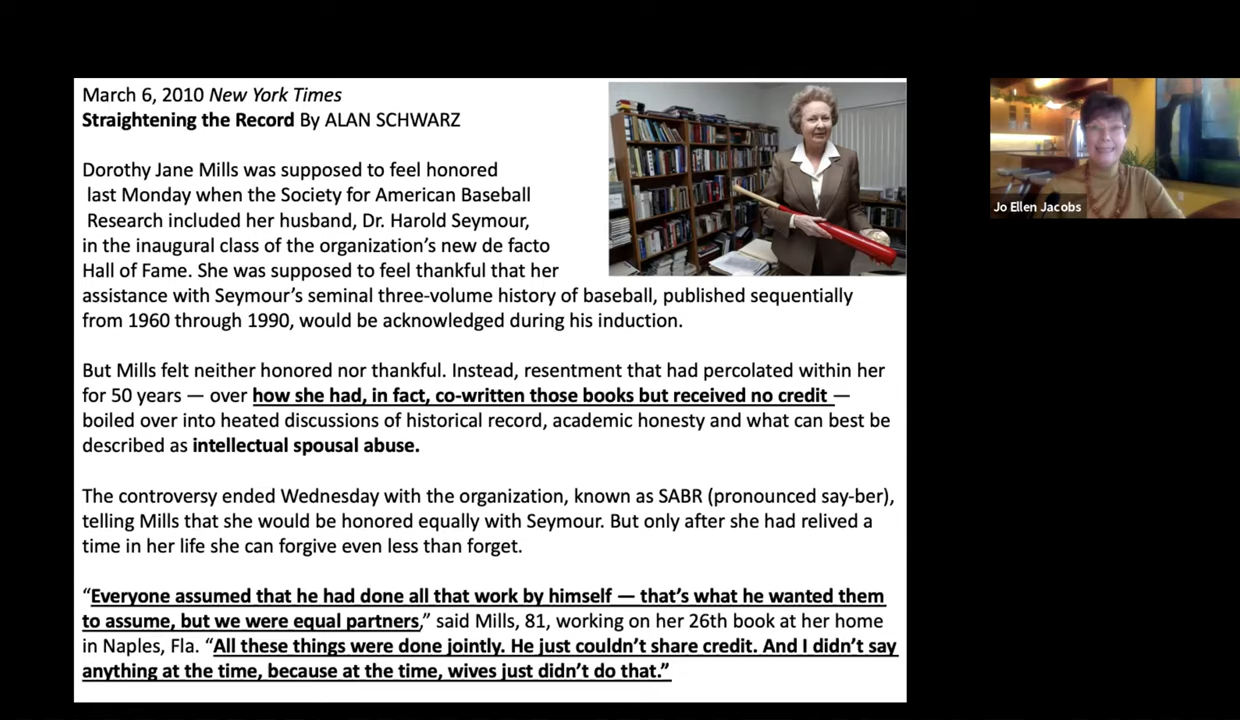 March 6, 2010 New York Times
Straightening the Record By ALAN SCHWARZ
Dorothy Jane Mills was supposed to feel honored
last Monday when the Society for American Baseball
Research included her husband, Dr. Harold Seymour,
in the inaugural class of the organization’s new de facto
Hall of Fame. She was supposed to feel thankful that her
assistance with Seymour’s seminal three-volume history of baseball, published sequentially
from 1960 through 1990, would be acknowledged during his induction.
But Mills felt neither honored nor thankful. Instead, resentment that had percolated within her
for 50 years — over how she had, in fact, co-written those books but received no credit —
boiled over into heated discussions of historical record, academic honesty and what can best be
described as intellectual spousal abuse.
The controversy ended Wednesday with the organization, known as SABR (pronounced say-ber),
telling Mills that she would be honored equally with Seymour. But only after she had relived a
time in her life she can forgive even less than forget.
“Everyone assumed that he had done all that work by himself — that’s what he wanted them
to assume, but we were equal partners,” said Mills, 81, working on her 26th book at her home
in Naples, Fla. “All these things were done jointly. He just couldn’t share credit. And I didn’t say
anything at the time, because at the time, wives just didn’t do that.”
Jo Ellen Jacobs